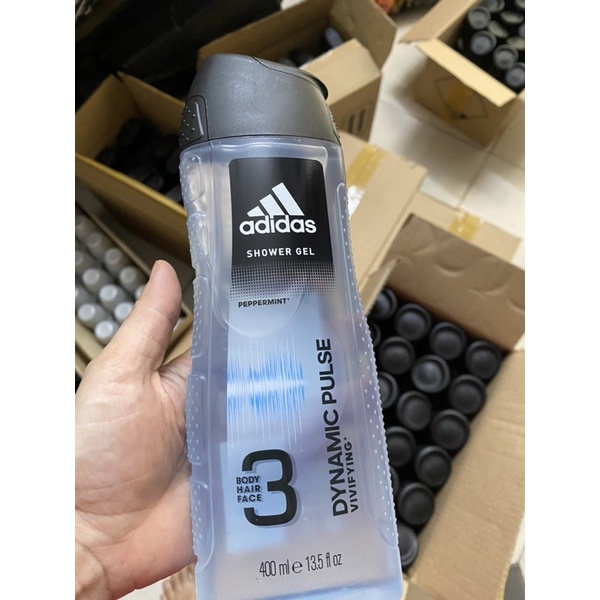 adidas
SHOWER GEL
PEPPERMINT*
DYNAMIC PULSE
VIVIFYING*
3
BODY
HAIR
FACE
400 ml e 13.5 fl oz